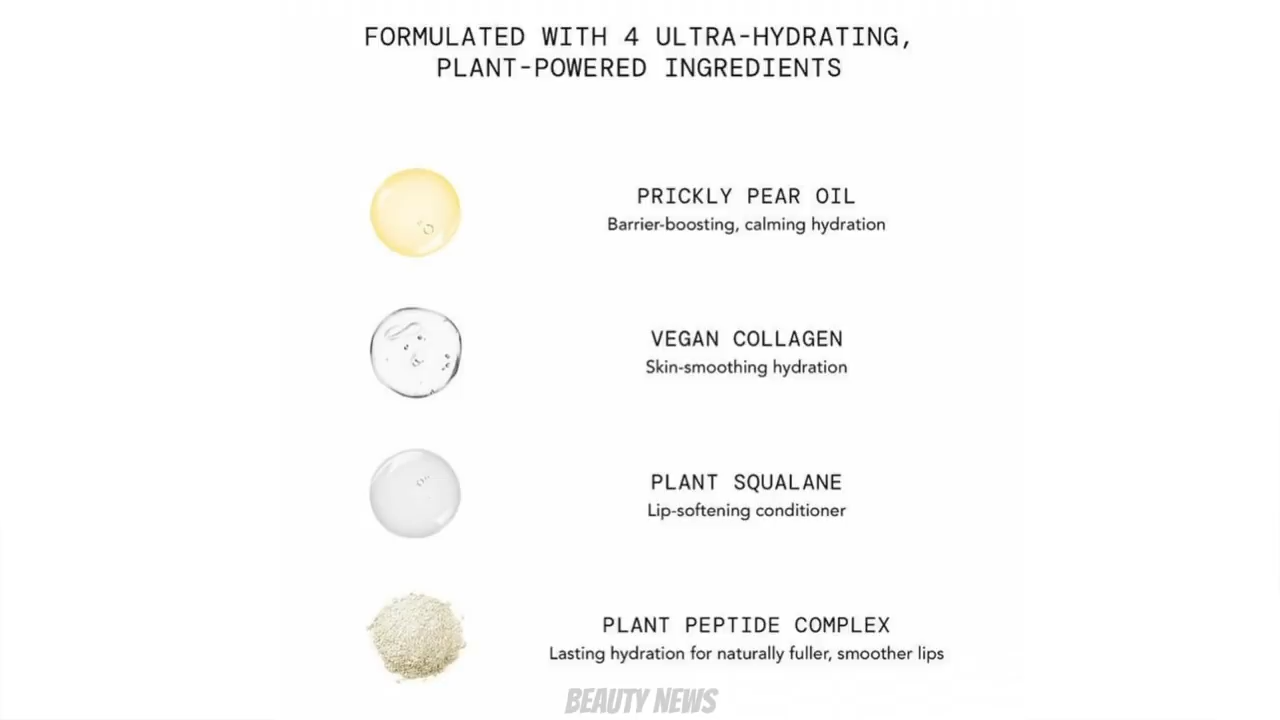 FORMULATED WITH 4 ULTRA-HYDRATING,
PLANT-POWERED INGREDIENTS
PRICKLY PEAR OIL
Barrier-boosting, calming hydration
VEGAN COLLAGEN
Skin-smoothing hydration
PLANT SQUALANE
Lip-softening conditioner
PLANT PEPTIDE COMPLEX
Lasting hydration for naturally fuller, smoother lips
BEAUTY NEWS